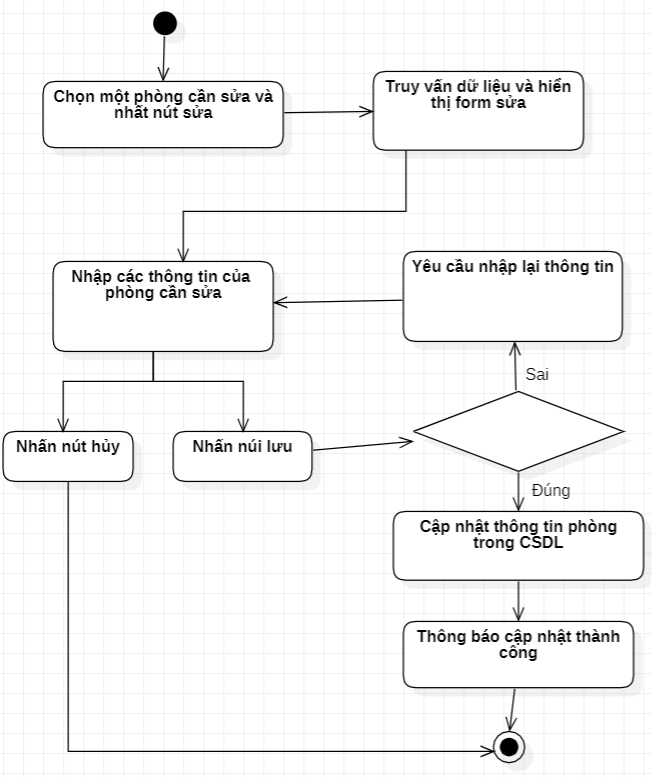 Chọn một phòng cần sửa và
nhất nút sửa
Truy vấn dữ liệu và hiển
thị form sửa
Nhập các thông tin của
phòng cần sửa
Yêu cầu nhập lại thông tin
Sai
Nhấn nút hủy
Nhấn núi lưu
Đúng
Cập nhật thông tin phòng
trong CSDL
Thông báo cập nhật thành
công